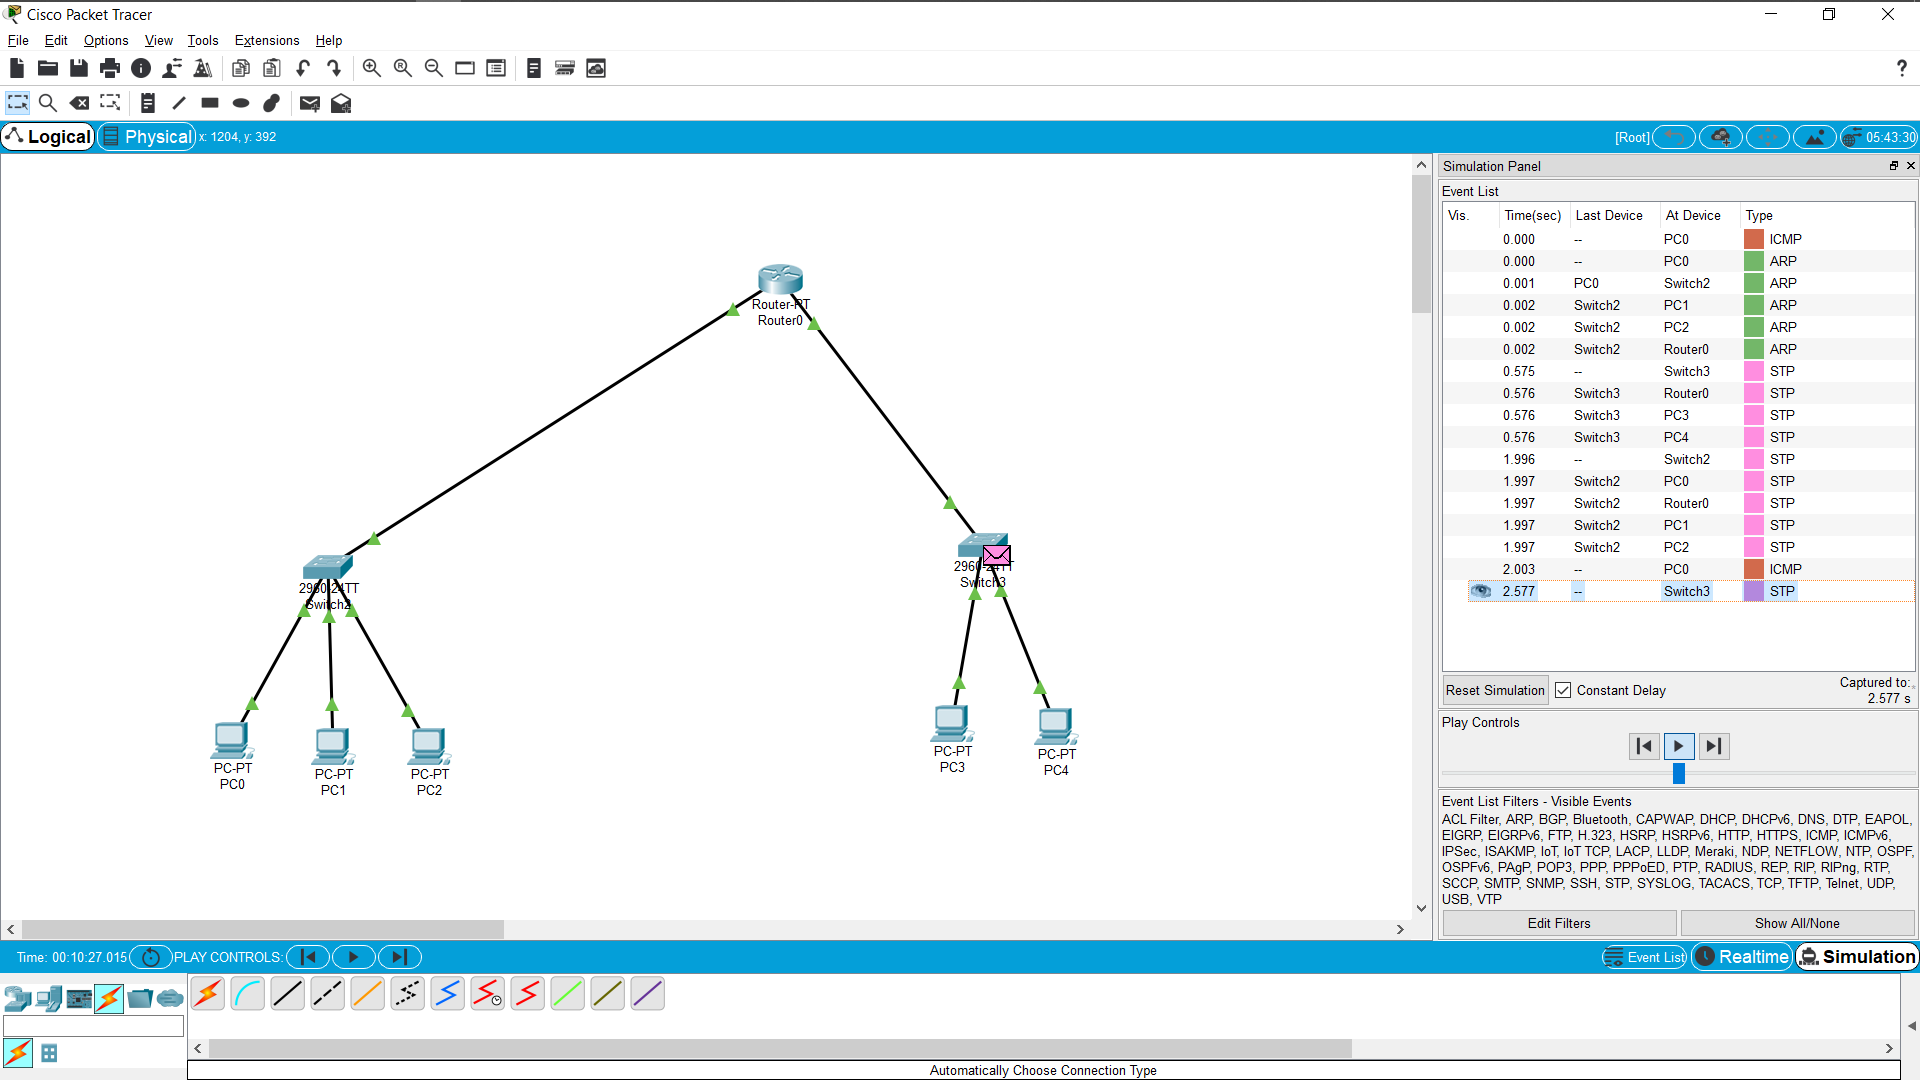 Cisco Packet Tracer
File Edit Options View Tools Extensions Help
Logical Physical x: 1204, y: 392 [Root] 05:43:30
Simulation Panel
Event List
Vis. Time(sec) Last Device At Device Type
0.000 -- PC0 ICMP
0.000 -- PC0 ARP
0.001 PC0 Switch2 ARP
0.002 Switch2 PC1 ARP
0.002 Switch2 PC2 ARP
0.002 Switch2 Router0 ARP
0.575 -- Switch3 STP
0.576 Switch3 Router0 STP
0.576 Switch3 PC3 STP
0.576 Switch3 PC4 STP
1.996 -- Switch2 STP
1.997 Switch2 PC0 STP
1.997 Switch2 Router0 STP
1.997 Switch2 PC1 STP
1.997 Switch2 PC2 STP
2.003 -- PC0 ICMP
2.577 -- Switch3 STP
Reset Simulation Constant Delay Captured to:
2.577 s
Play Controls
Event List Filters - Visible Events
ACL Filter, ARP, BGP, Bluetooth, CAPWAP, DHCP, DHCPv6, DNS, DTP, EAPOL,
EIGRP, EIGRPv6, FTP, H.323, HSRP, HSRPv6, HTTP, HTTPS, ICMP, ICMPv6,
IPSec, ISAKMP, IoT, IoT TCP, LACP, LLDP, Meraki, NDP, NETFLOW, NTP, OSPF,
OSPFv6, PAgP, POP3, PPP, PPPoED, PTP, RADIUS, REP, RIP, RIPng, RTP,
SCCP, SMTP, SNMP, SSH, STP, SYSLOG, TACACS, TCP, TFTP, Telnet, UDP,
USB, VTP
Edit Filters Show All/None
Router-PT
Router0
2960-24TT
Switch2
2960-24TT
Switch3
PC-PT
PC0
PC-PT
PC1
PC-PT
PC2
PC-PT
PC3
PC-PT
PC4
Time: 00:10:27.015 PLAY CONTROLS: Event List Realtime Simulation
Automatically Choose Connection Type